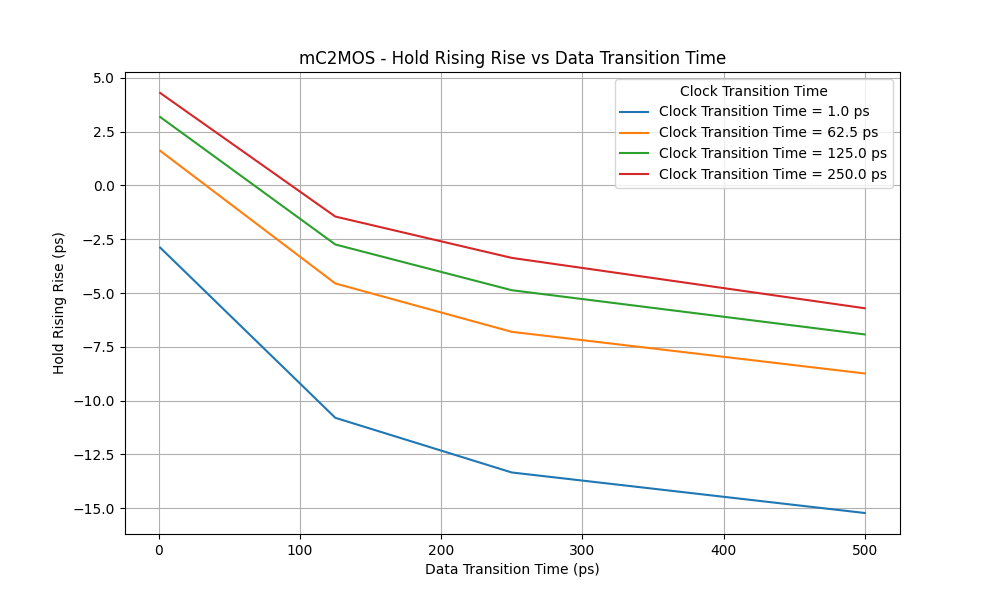 mC2MOS - Hold Rising Rise vs Data Transition Time
Clock Transition Time
Clock Transition Time = 1.0 ps
Clock Transition Time = 62.5 ps
Clock Transition Time = 125.0 ps
Clock Transition Time = 250.0 ps
Hold Rising Rise (ps)
5.0
2.5
0.0
−2.5
−5.0
−7.5
−10.0
−12.5
−15.0
0 100 200 300 400 500
Data Transition Time (ps)